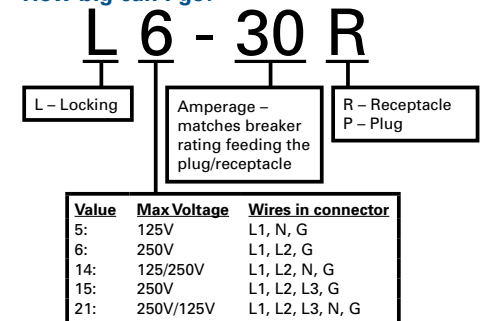 How big can I go?
L 6 - 30 R
L – Locking
Amperage –
matches breaker
rating feeding the
plug/receptacle
R – Receptacle
P – Plug
Value Max Voltage Wires in connector
5: 125V L1, N, G
6: 250V L1, L2, G
14: 125/250V L1, L2, N, G
15: 250V L1, L2, L3, G
21: 250V/125V L1, L2, L3, N, G